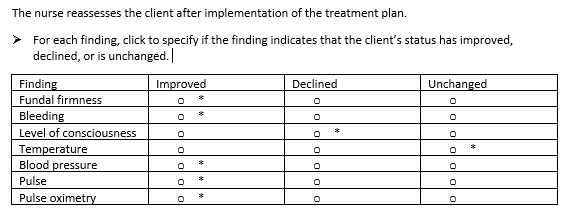 The nurse reassesses the client after implementation of the treatment plan.
➤ For each finding, click to specify if the finding indicates that the client's status has improved,
declined, or is unchanged.
Finding Improved Declined Unchanged
Fundal firmness o * o o
Bleeding o * o o
Level of consciousness o o * o
Temperature o o o *
Blood pressure o * o o
Pulse o * o o
Pulse oximetry o * o o